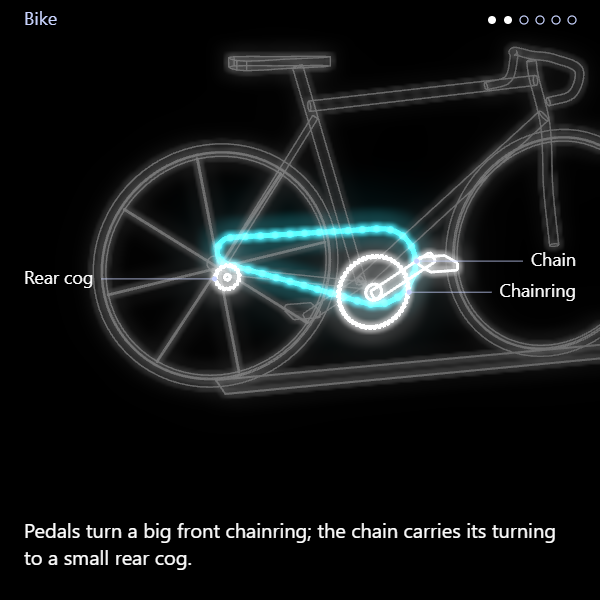 Bike
Chain
Rear cog
Chainring
Pedals turn a big front chainring; the chain carries its turning
to a small rear cog.